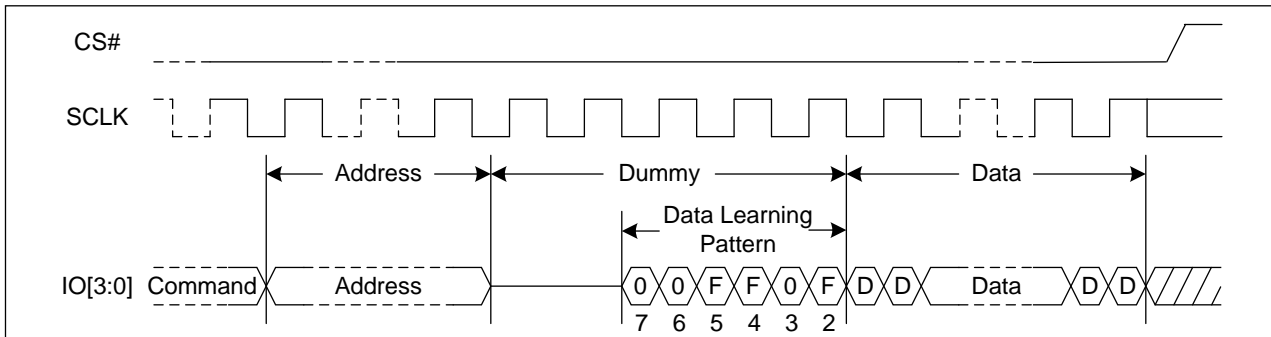 CS#
SCLK
Address Dummy Data
Data Learning
Pattern
IO[3:0] Command Address 0 0 F F 0 F D D Data D D
7 6 5 4 3 2